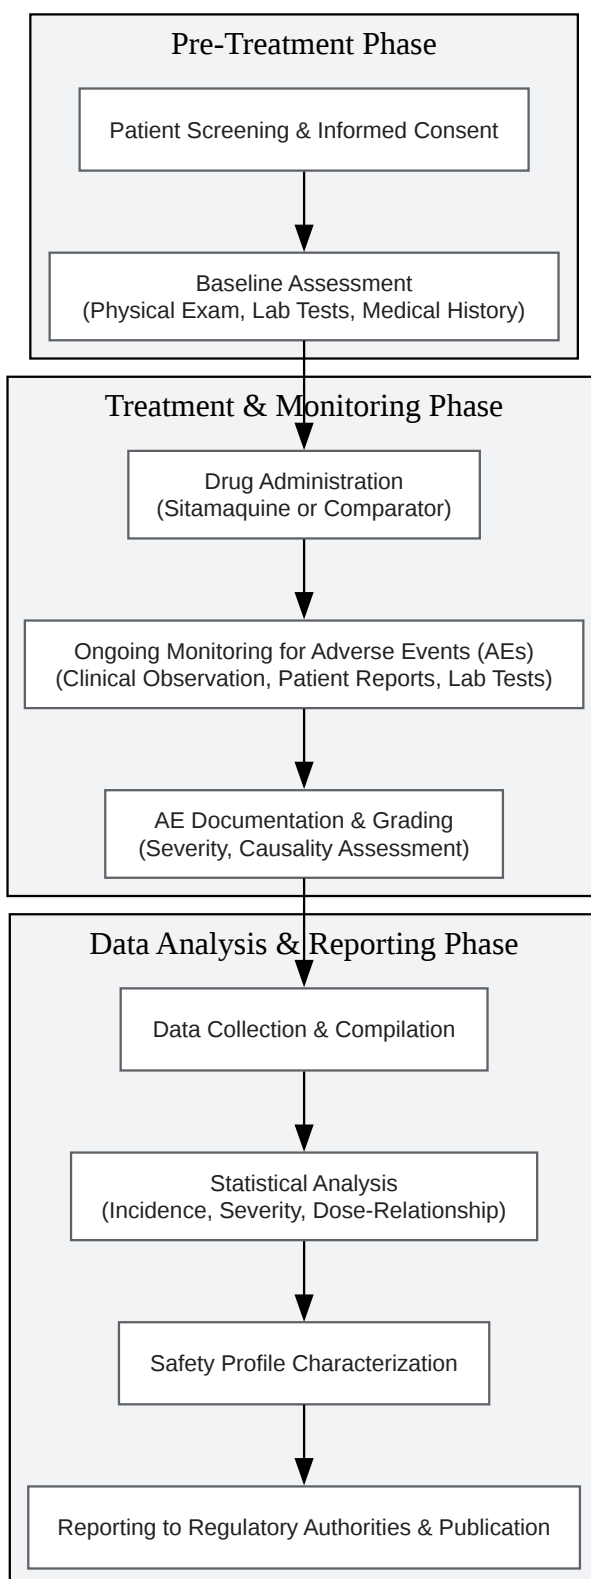 Pre-Treatment Phase
Patient Screening & Informed Consent
Baseline Assessment
(Physical Exam, Lab Tests, Medical History)
Treatment & Monitoring Phase
Drug Administration
(Sitamaquine or Comparator)
Ongoing Monitoring for Adverse Events (AEs)
(Clinical Observation, Patient Reports, Lab Tests)
AE Documentation & Grading
(Severity, Causality Assessment)
Data Analysis & Reporting Phase
Data Collection & Compilation
Statistical Analysis
(Incidence, Severity, Dose-Relationship)
Safety Profile Characterization
Reporting to Regulatory Authorities & Publication